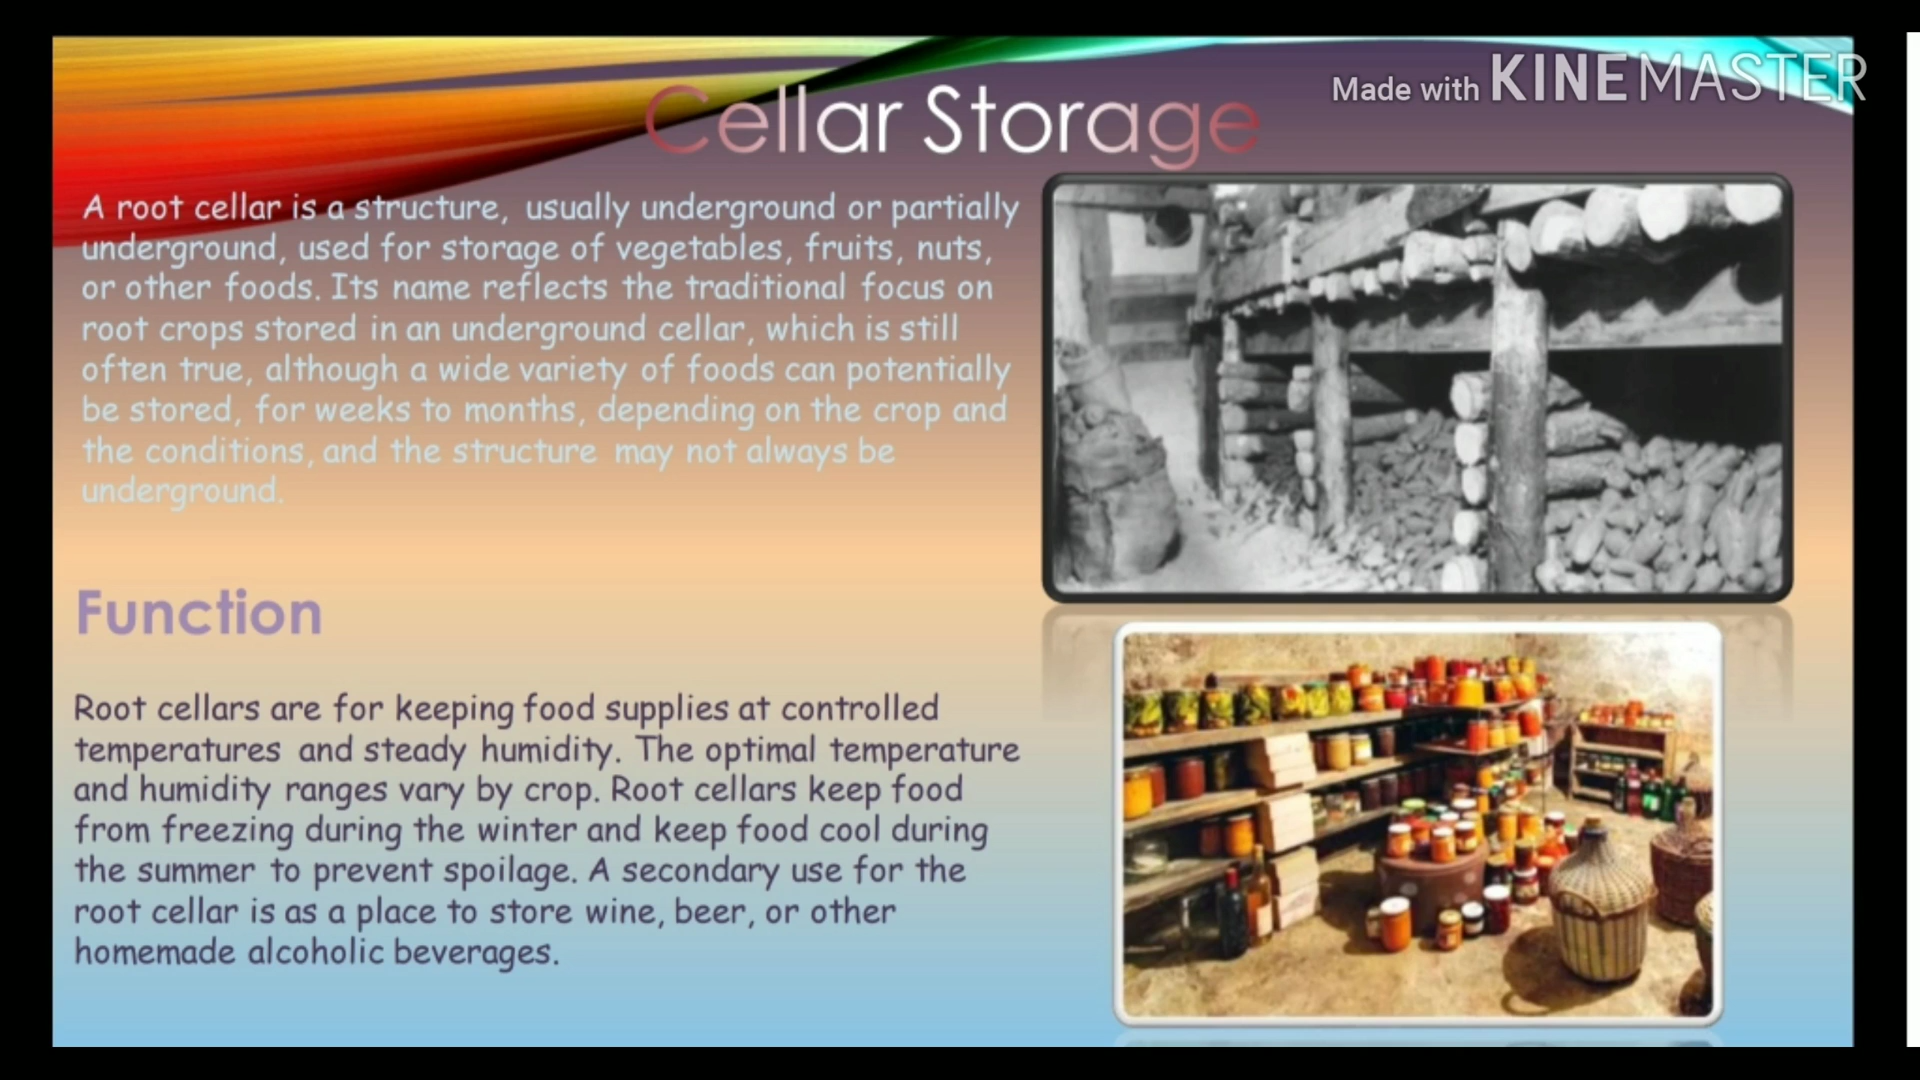 Made with KINEMASTER
Cellar Storage
A root cellar is a structure, usually underground or partially
underground, used for storage of vegetables, fruits, nuts,
or other foods. Its name reflects the traditional focus on
root crops stored in an underground cellar, which is still
often true, although a wide variety of foods can potentially
be stored, for weeks to months, depending on the crop and
the conditions, and the structure may not always be
underground.
Function
Root cellars are for keeping food supplies at controlled
temperatures and steady humidity. The optimal temperature
and humidity ranges vary by crop. Root cellars keep food
from freezing during the winter and keep food cool during
the summer to prevent spoilage. A secondary use for the
root cellar is as a place to store wine, beer, or other
homemade alcoholic beverages.